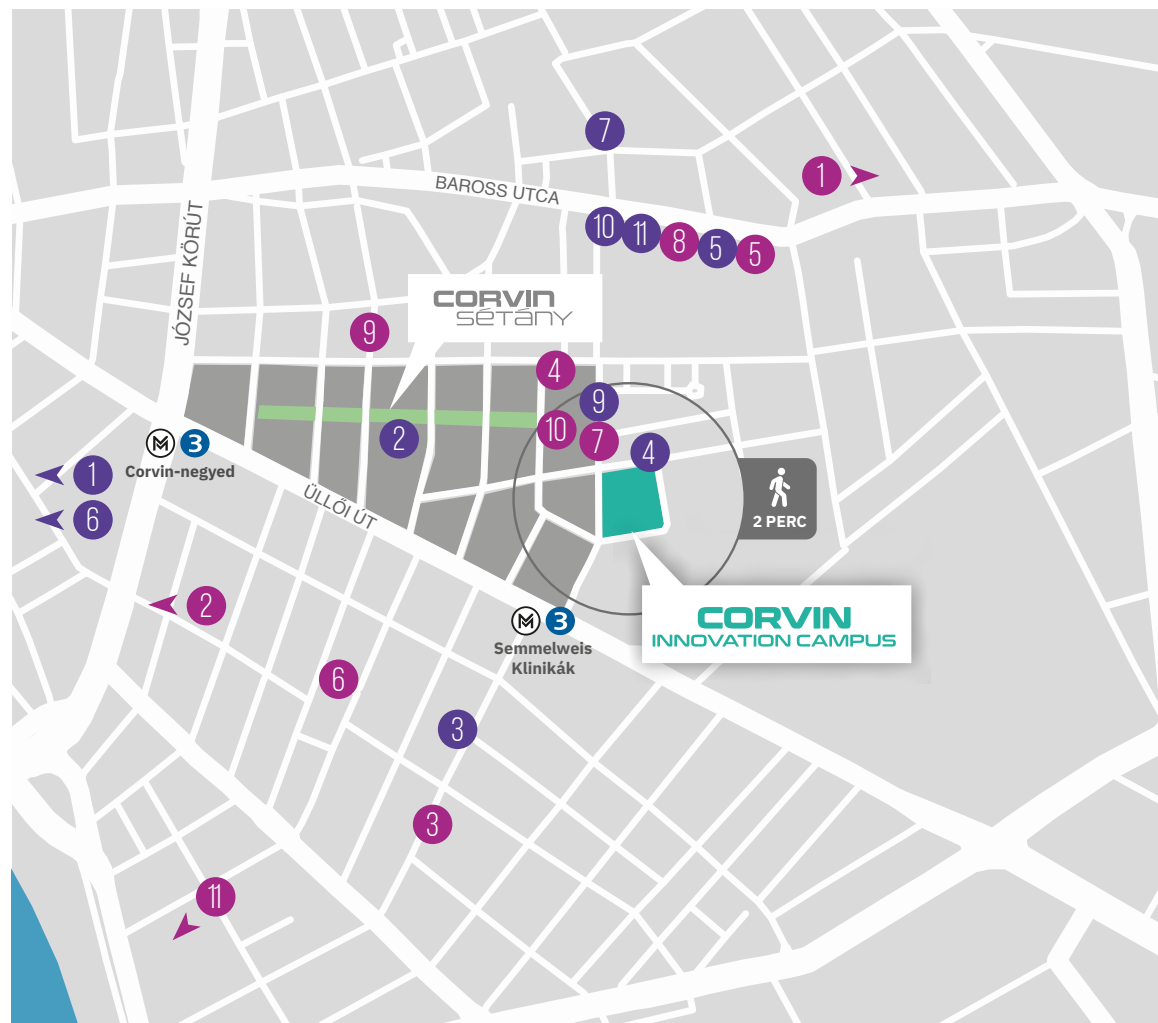 7
1
BAROSS UTCA
10
11
8
5
5
JÓZSEF KÖRÚT
CORVIN
SÉTÁNY
9
4
9
10
7
2
4
M 3
Corvin-negyed
1
6
ÜLLŐI ÚT
2 PERC
2
M 3
Semmelweis
Klinikák
CORVIN
INNOVATION CAMPUS
6
3
3
11